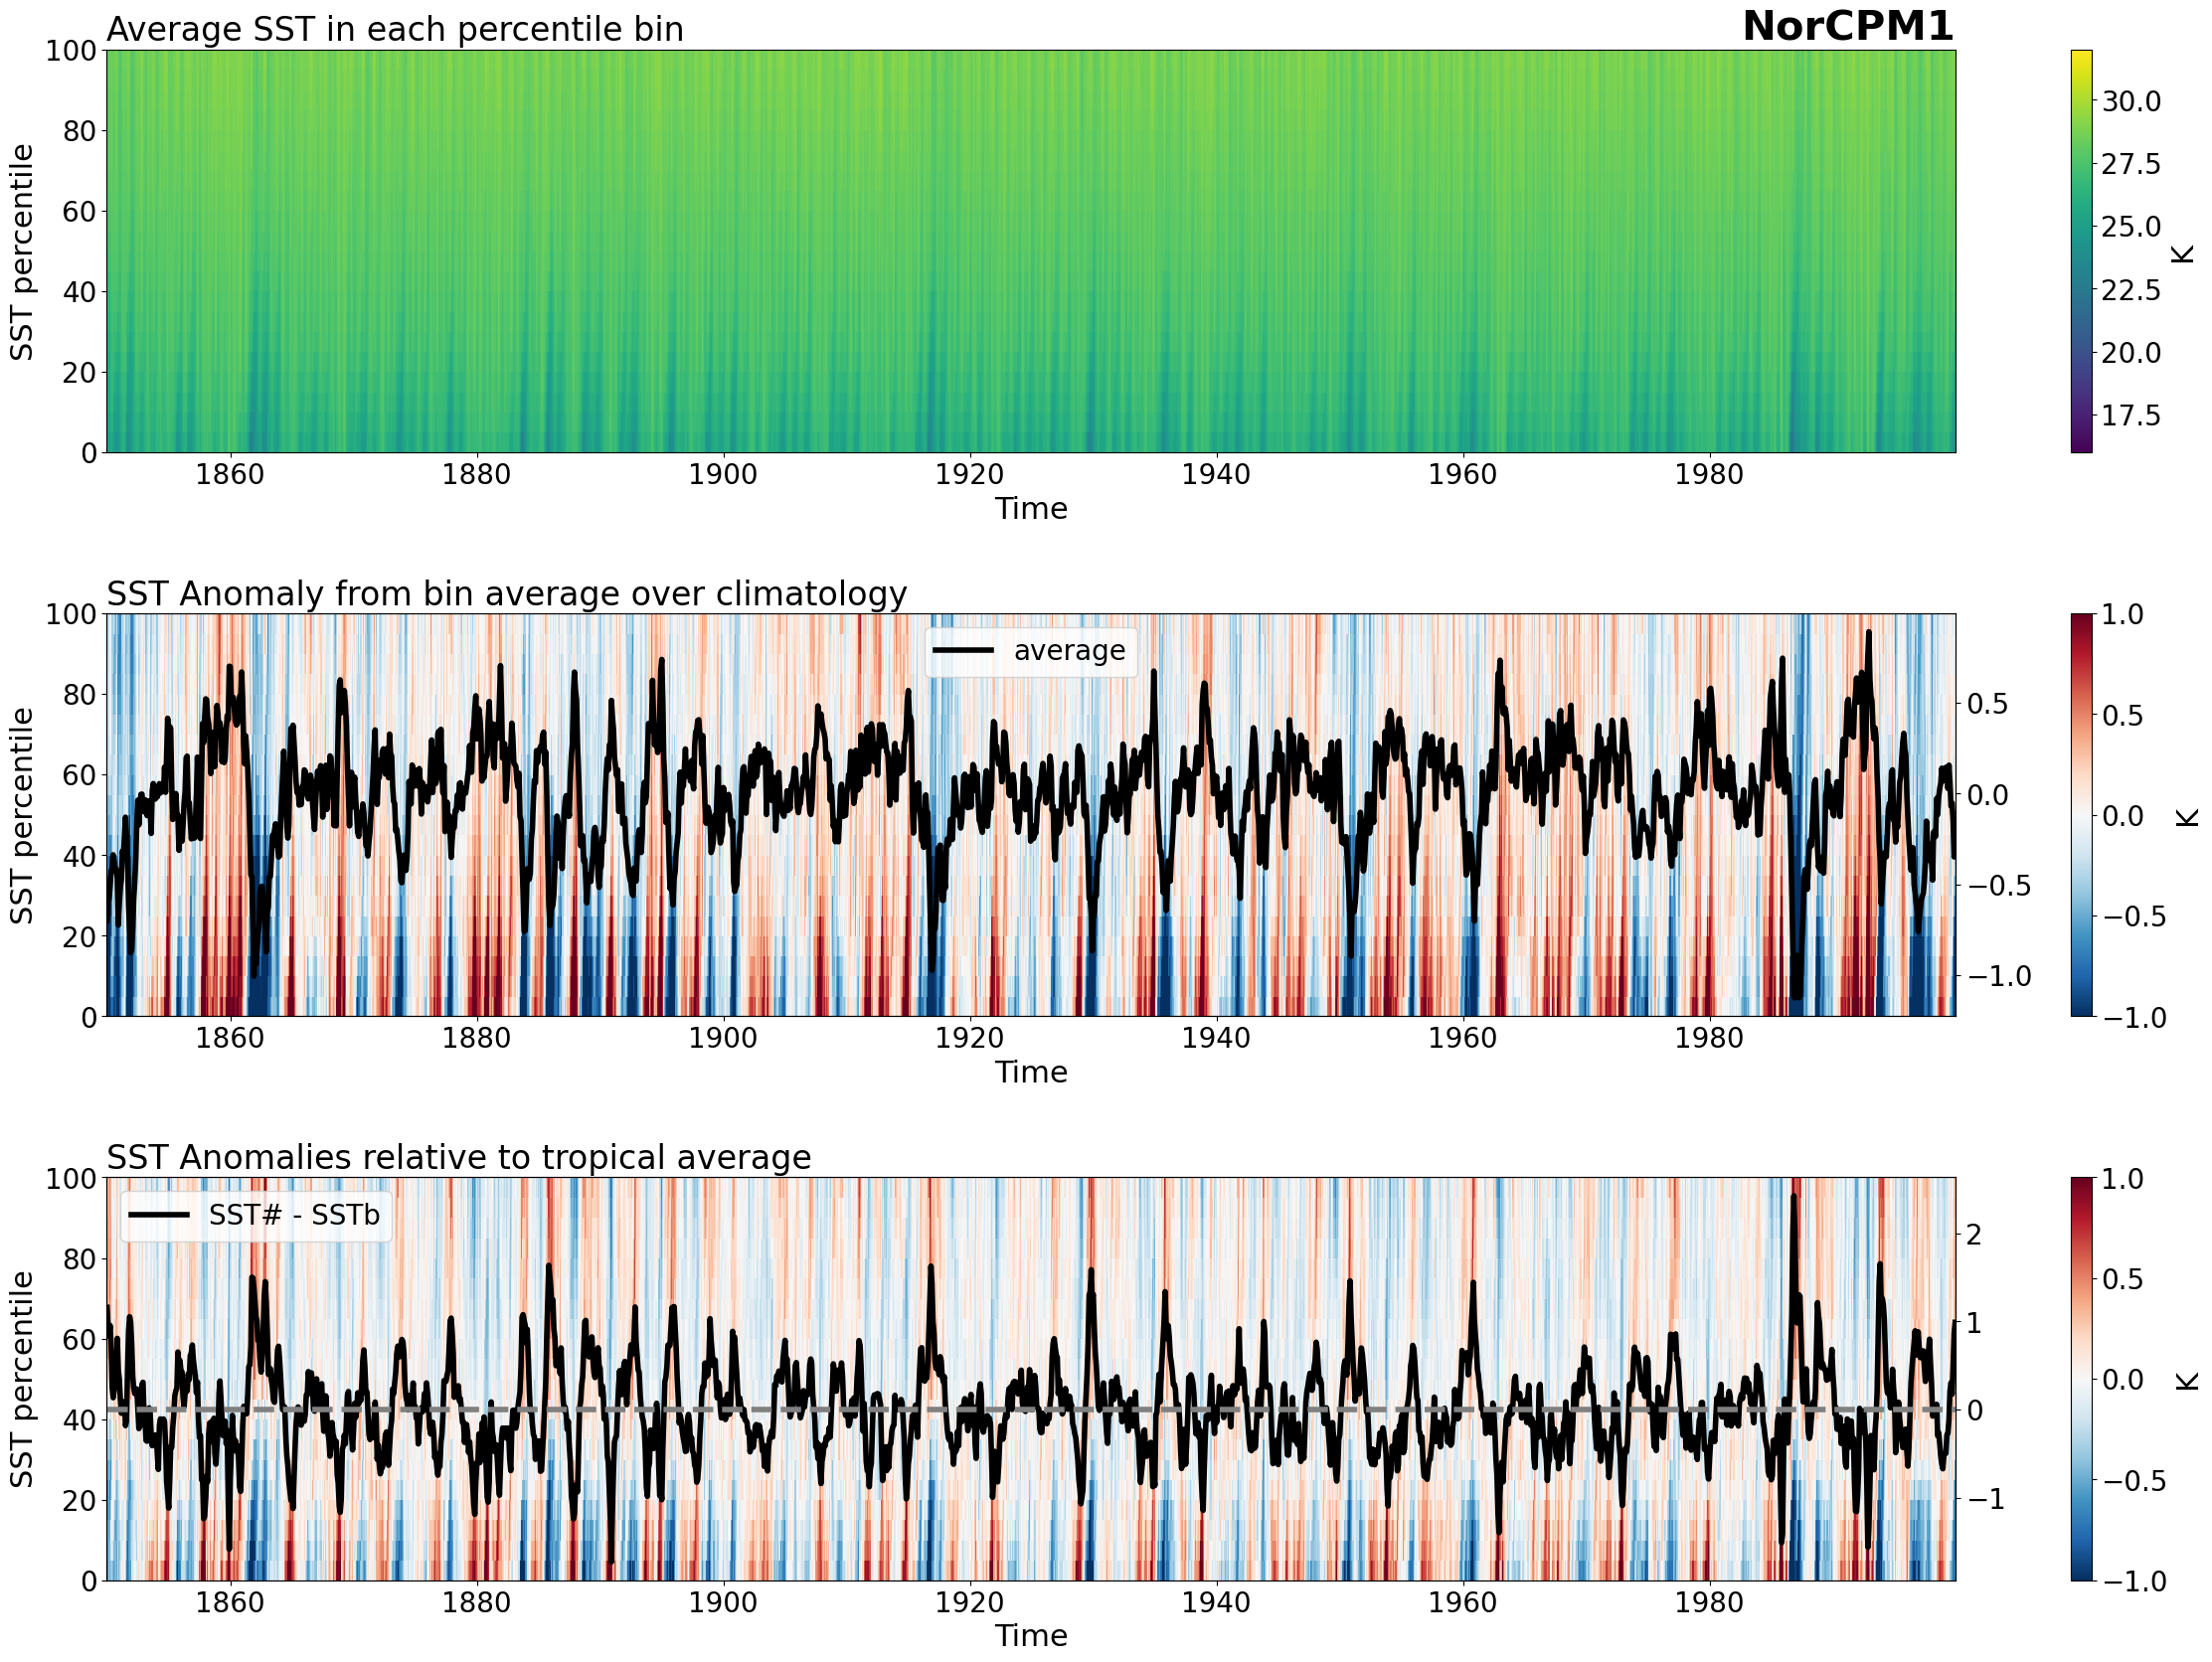 Average SST in each percentile bin
NorCPM1
100
80
60
40
20
0
SST percentile
1860 1880 1900 1920 1940 1960 1980
Time
30.0
27.5
25.0
22.5
20.0
17.5
K
SST Anomaly from bin average over climatology
100
80
60
40
20
0
SST percentile
average
0.5
0.0
−0.5
−1.0
1860 1880 1900 1920 1940 1960 1980
Time
1.0
0.5
0.0
−0.5
−1.0
K
SST Anomalies relative to tropical average
100
80
60
40
20
0
SST percentile
SST# - SSTb
2
1
0
−1
1860 1880 1900 1920 1940 1960 1980
Time
1.0
0.5
0.0
−0.5
−1.0
K